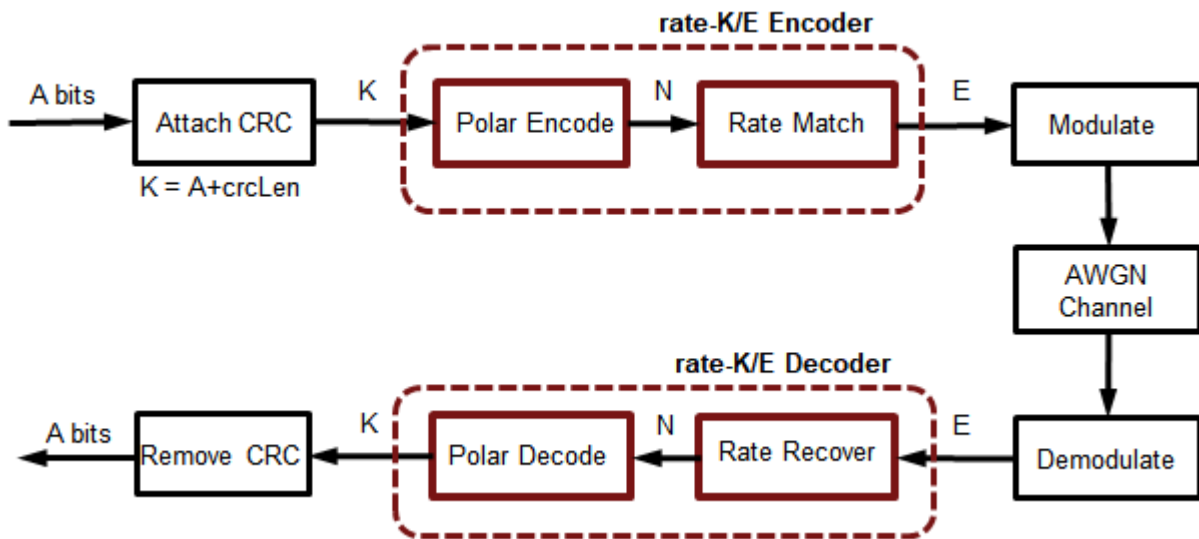 rate-K/E Encoder
A bits
Attach CRC
K
Polar Encode
N
Rate Match
E
Modulate
K = A+crcLen
AWGN
Channel
rate-K/E Decoder
A bits
Remove CRC
K
Polar Decode
N
Rate Recover
E
Demodulate